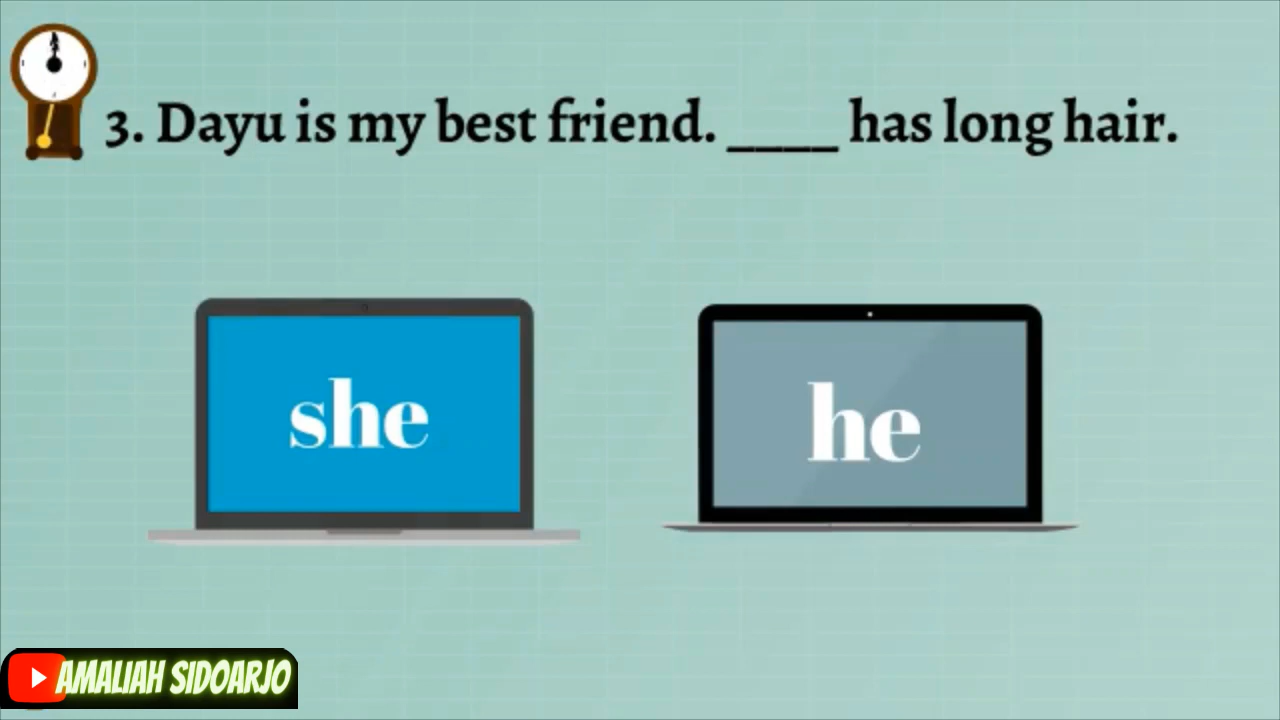 3. Dayu is my best friend. ____ has long hair.
she
he
AMALIAH SIDOARJO